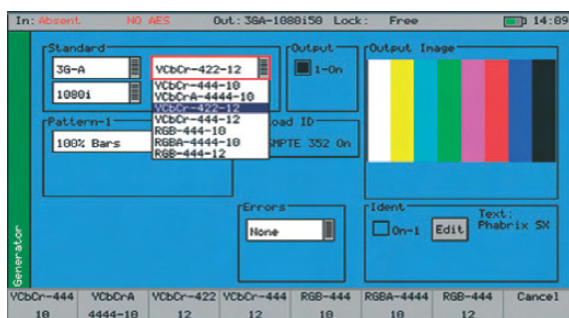 In: Absent NO AES Out: 3GA-1080i50 Lock: Free 14:09
Standard
Output
Output Image
3G-A
YCbCr-422-12
1-On
1080i
YCbCr-444-10
YCbCrA-4444-10
YCbCr-422-12
YCbCr-444-12
RGB-444-10
RGBA-4444-10
RGB-444-12
Pattern-1
100% Bars
oad ID
SMPTE 352 On
Errors
None
Ident
On-1
Edit
Text:
Phabrix SX
Generator
YCbCr-444 YCbCrA YCbCr-422 YCbCr-444 RGB-444 RGBA-4444 RGB-444 Cancel
10 4444-10 12 12 10 10 12